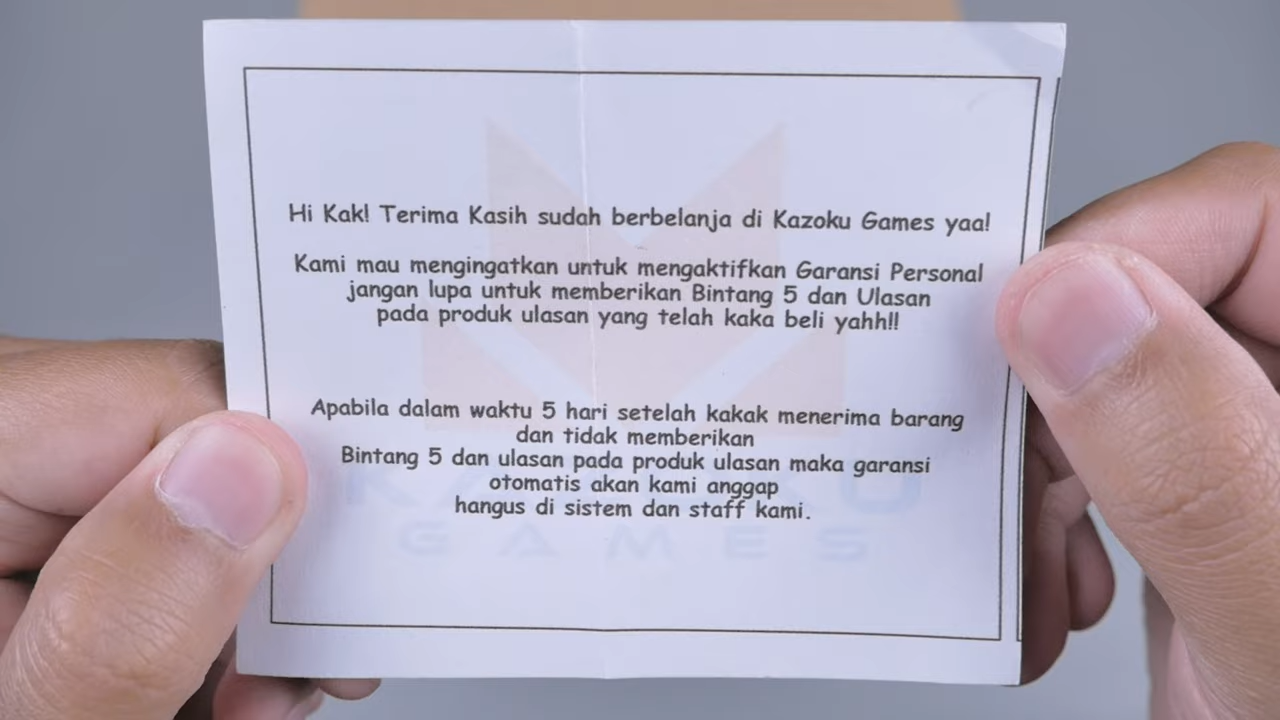 Hi Kak! Terima Kasih sudah berbelanja di Kazoku Games yaa!
Kami mau mengingatkan untuk mengaktifkan Garansi Personal
jangan lupa untuk memberikan Bintang 5 dan Ulasan
pada produk ulasan yang telah kaka beli yahh!!
Apabila dalam waktu 5 hari setelah kakak menerima barang
dan tidak memberikan
Bintang 5 dan ulasan pada produk ulasan maka garansi
otomatis akan kami anggap
hangus di sistem dan staff kami.
KAZOKU
GAMES